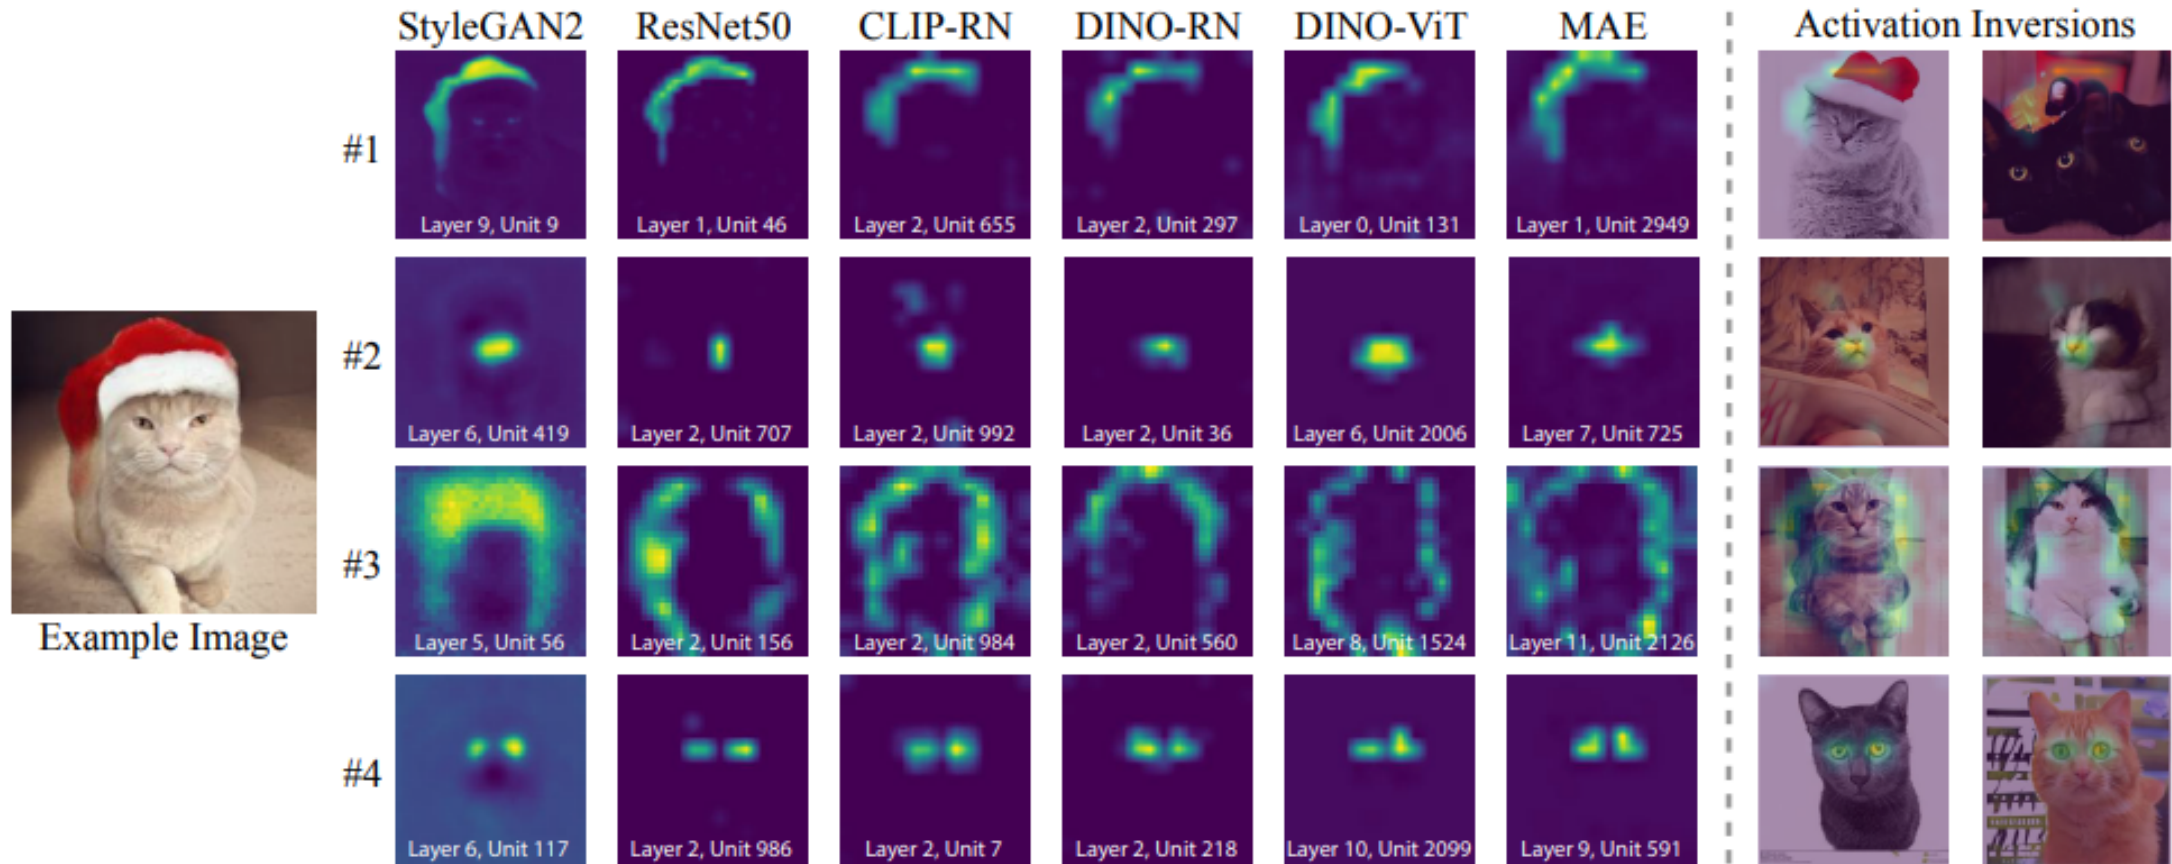 StyleGAN2 ResNet50 CLIP-RN DINO-RN DINO-ViT MAE Activation Inversions
#1
Layer 9, Unit 9 Layer 1, Unit 46 Layer 2, Unit 655 Layer 2, Unit 297 Layer 0, Unit 131 Layer 1, Unit 2949
#2
Layer 6, Unit 419 Layer 2, Unit 707 Layer 2, Unit 992 Layer 2, Unit 36 Layer 6, Unit 2006 Layer 7, Unit 725
#3
Example Image
Layer 5, Unit 56 Layer 2, Unit 156 Layer 2, Unit 984 Layer 2, Unit 560 Layer 8, Unit 1524 Layer 11, Unit 2126
#4
Layer 6, Unit 117 Layer 2, Unit 986 Layer 2, Unit 7 Layer 2, Unit 218 Layer 10, Unit 2099 Layer 9, Unit 591